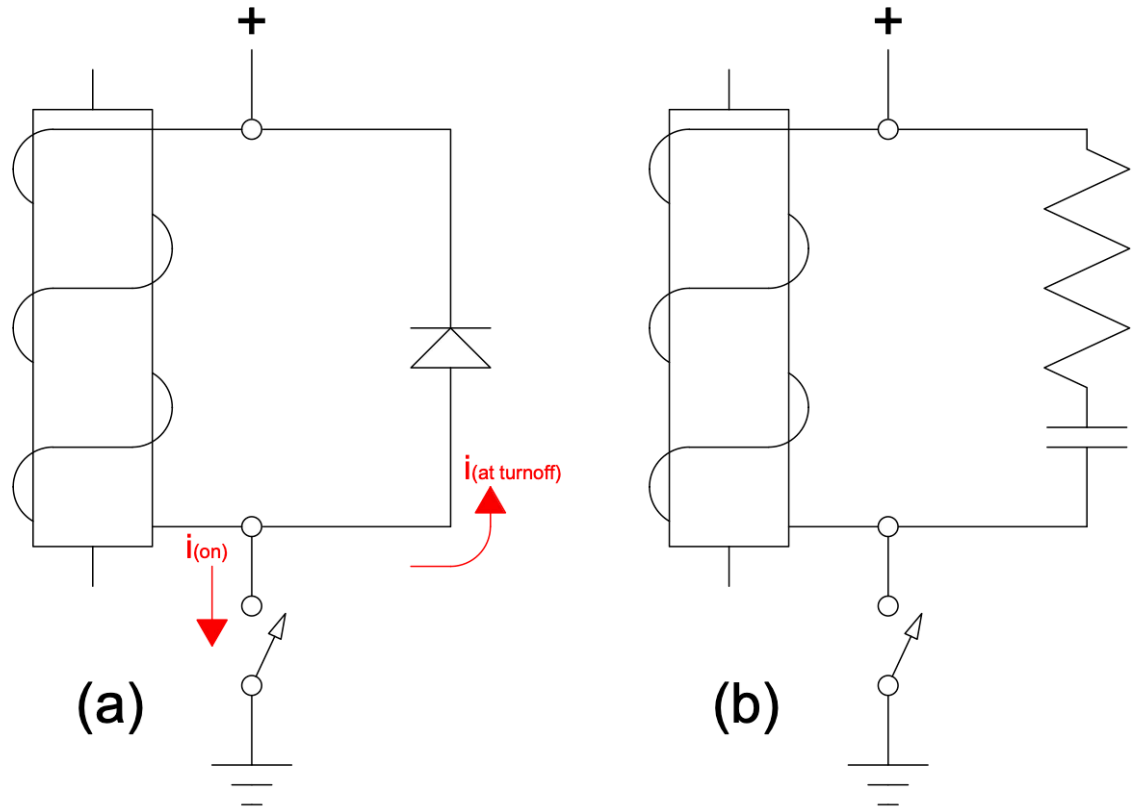 +
+
i(at turnoff)
i(on)
(a)
(b)